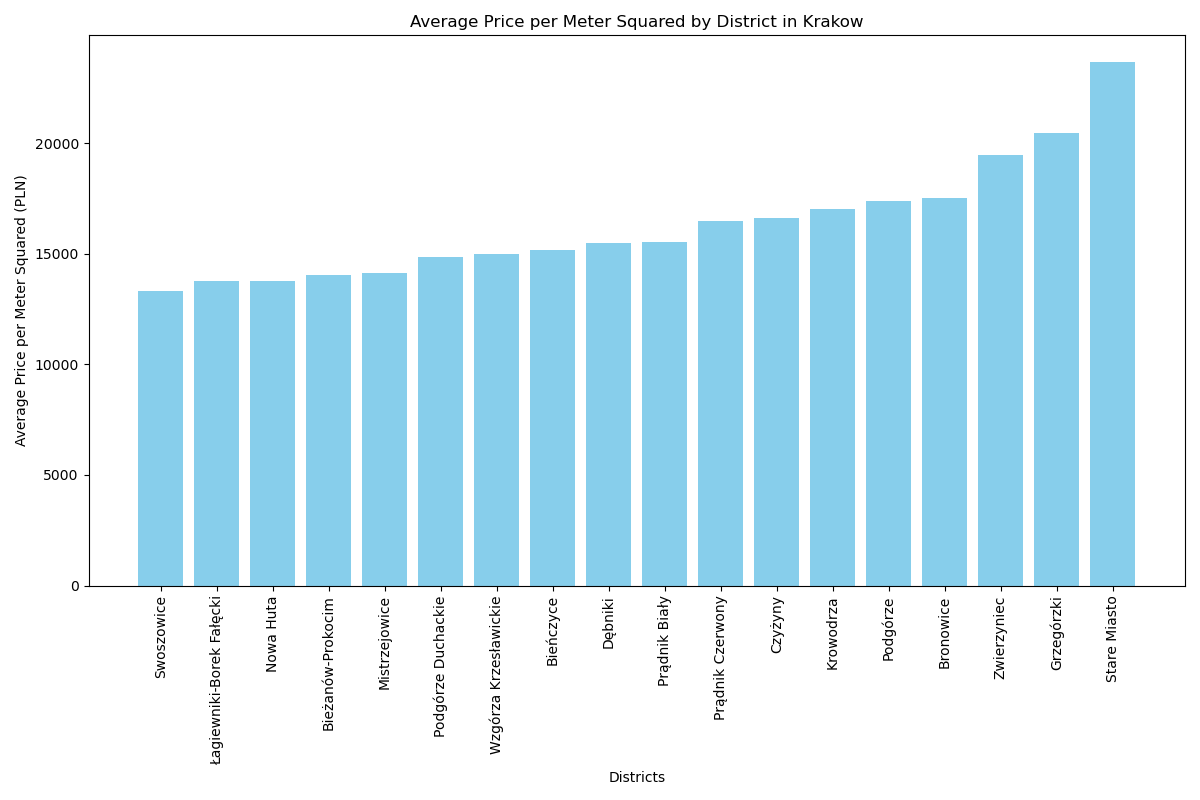 Average Price per Meter Squared by District in Krakow
Average Price per Meter Squared (PLN)
20000
15000
10000
5000
0
Swoszowice
Łagiewniki-Borek Fałęcki
Nowa Huta
Bieżanów-Prokocim
Mistrzejowice
Podgórze Duchackie
Wzgórza Krzesławickie
Bieńczyce
Dębniki
Prądnik Biały
Prądnik Czerwony
Czyżyny
Krowodrza
Podgórze
Bronowice
Zwierzyniec
Grzegórzki
Stare Miasto
Districts